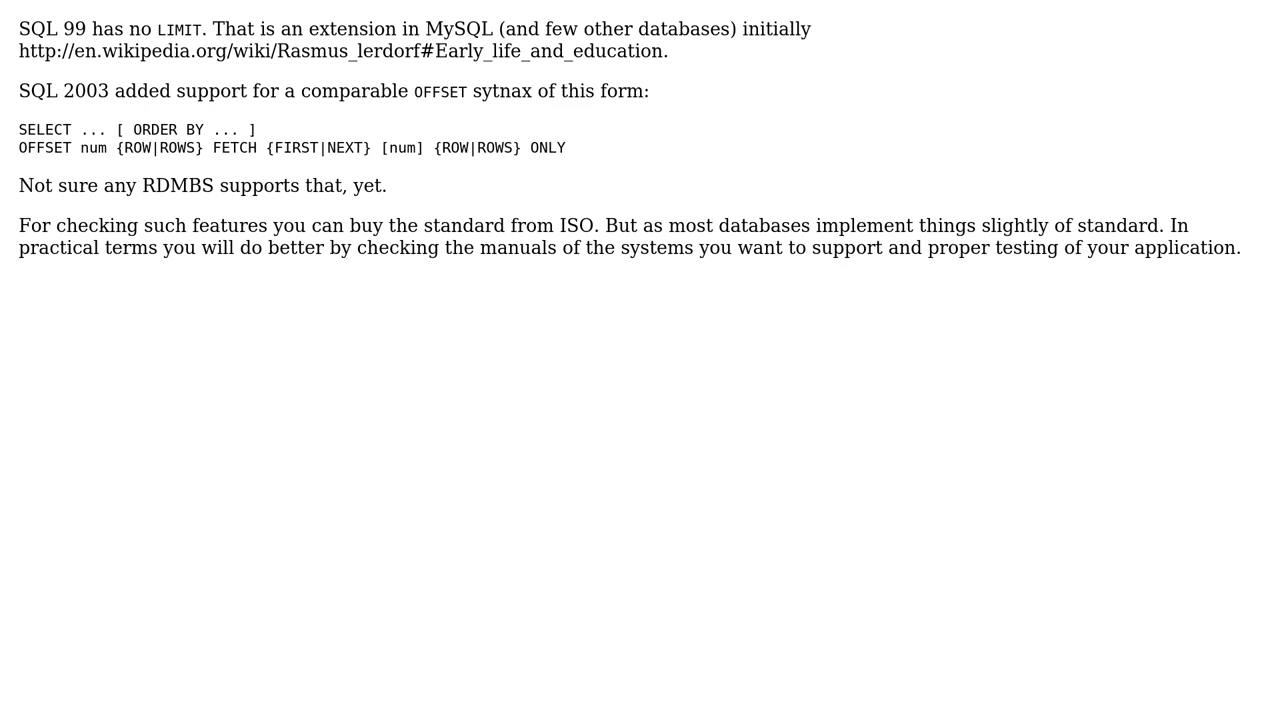 SQL 99 has no LIMIT. That is an extension in MySQL (and few other databases) initially
http://en.wikipedia.org/wiki/Rasmus_lerdorf#Early_life_and_education.
SQL 2003 added support for a comparable OFFSET sytnax of this form:
SELECT ... [ ORDER BY ... ]
OFFSET num {ROW|ROWS} FETCH {FIRST|NEXT} [num] {ROW|ROWS} ONLY
Not sure any RDMBS supports that, yet.
For checking such features you can buy the standard from ISO. But as most databases implement things slightly of standard. In
practical terms you will do better by checking the manuals of the systems you want to support and proper testing of your application.